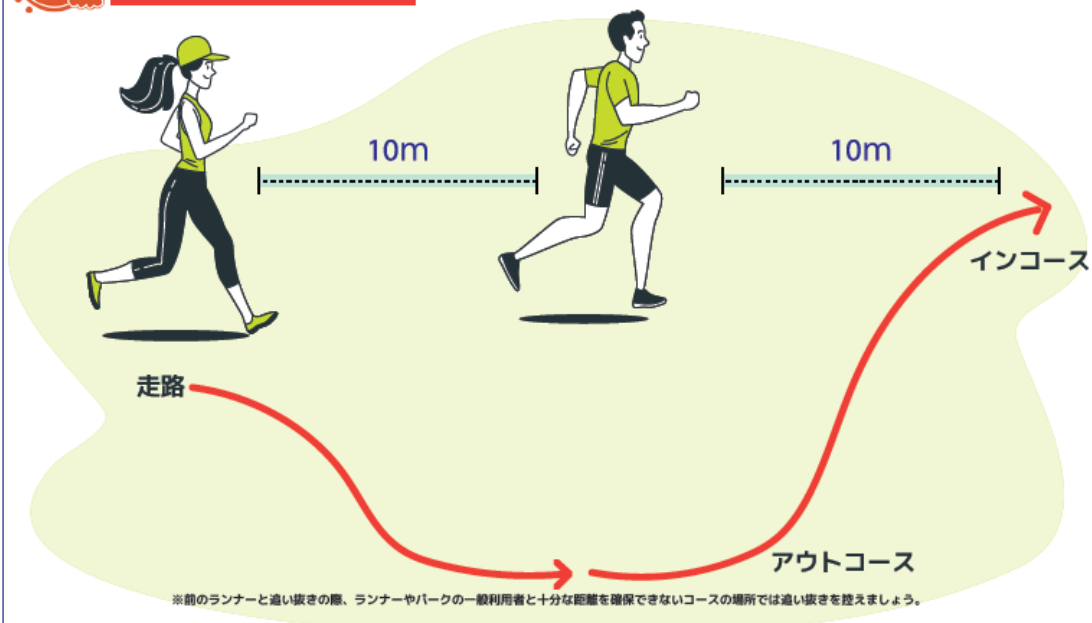 10m
10m
インコース
走路
アウトコース
※前のランナーと追い抜きの際、ランナーやパークの一般利用者と十分な距離を確保できないコースの場所では追い抜きを控えましょう。